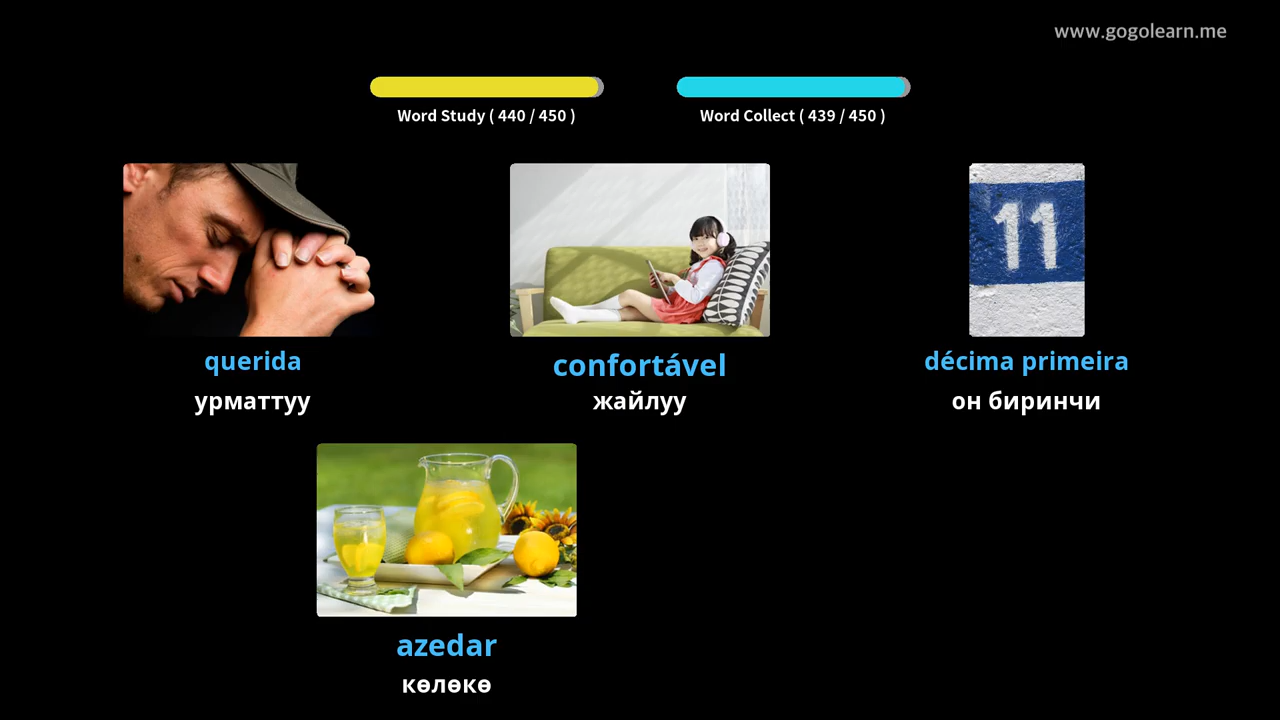 www.gogolearn.me
Word Study ( 440 / 450 )
Word Collect ( 439 / 450 )
querida
урматтуу
confortável
жайлуу
11
décima primeira
он биринчи
azedar
көлөкө